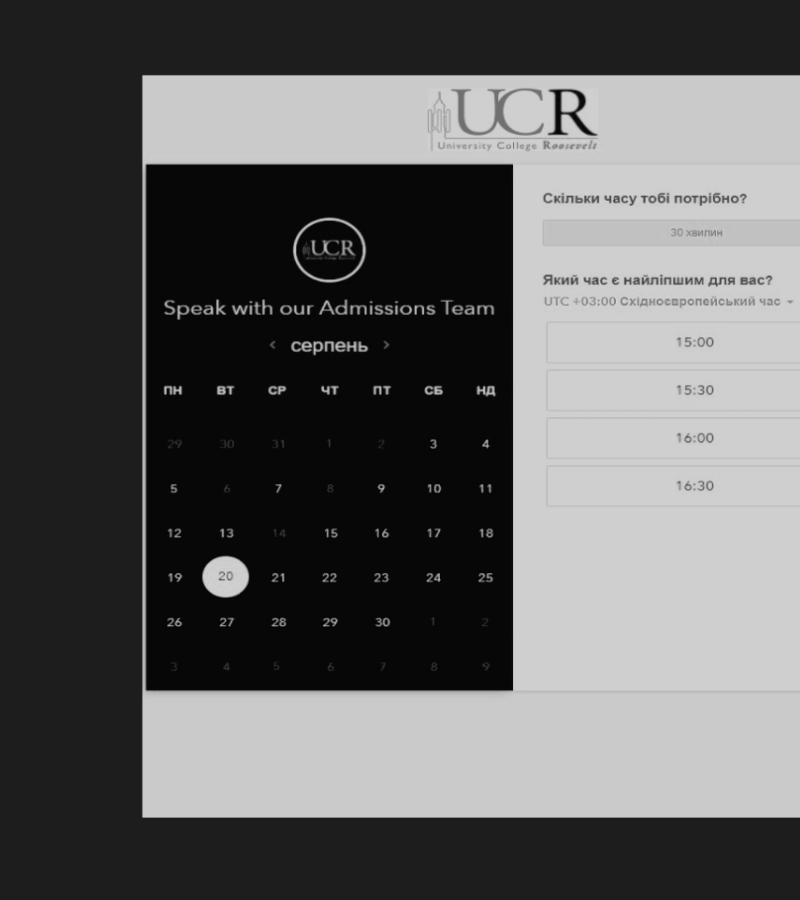 UCR
University College Roosevelt
UCR
Speak with our Admissions Team
серпень
ПН ВТ СР ЧТ ПТ СБ НД
29 30 31 1 2 3 4
5 6 7 8 9 10 11
12 13 14 15 16 17 18
19 20 21 22 23 24 25
26 27 28 29 30 1 2
3 4 5 6 7 8 9
Скільки часу тобі потрібно?
30 хвилин
Який час є найліпшим для вас?
UTC +03:00 Східноєвропейський час
15:00
15:30
16:00
16:30